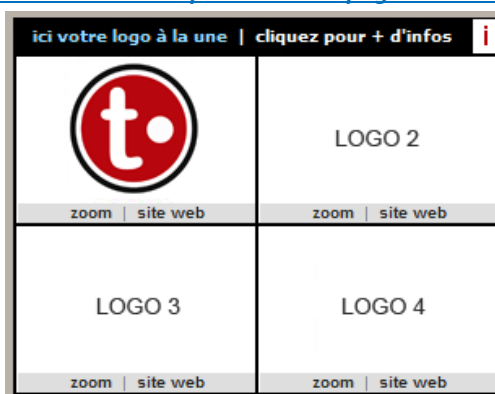 ici votre logo à la une | cliquez pour + d'infos i
t
LOGO 2
zoom | site web
zoom | site web
LOGO 3
LOGO 4
zoom | site web
zoom | site web